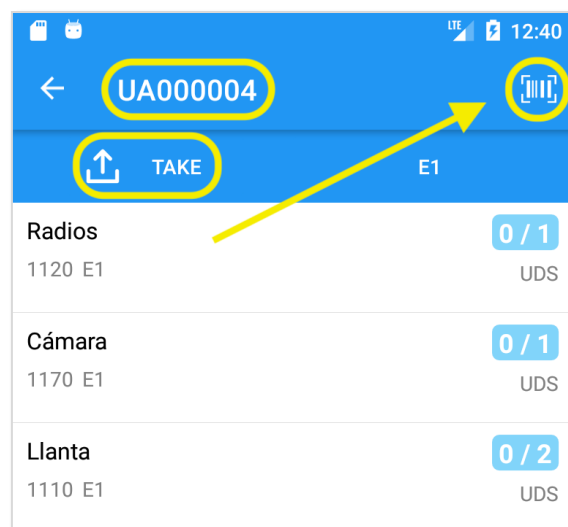 LTE 12:40
UA000004
TAKE E1
Radios 0 / 1
1120 E1 UDS
Cámara 0 / 1
1170 E1 UDS
Llanta 0 / 2
1110 E1 UDS